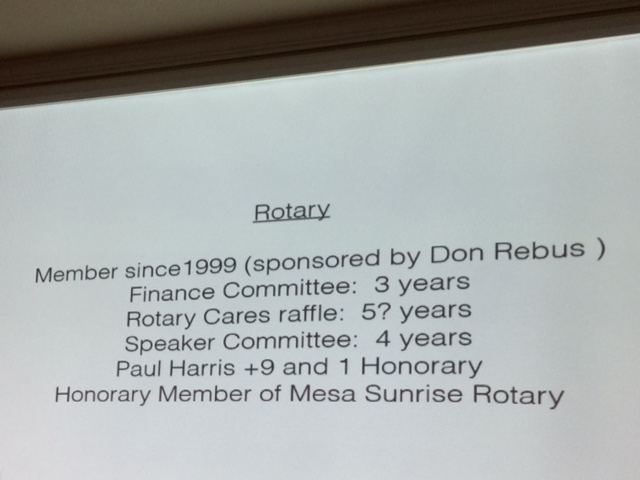 Rotary
Member since1999 (sponsored by Don Rebus )
Finance Committee: 3 years
Rotary Cares raffle: 5? years
Speaker Committee: 4 years
Paul Harris +9 and 1 Honorary
Honorary Member of Mesa Sunrise Rotary